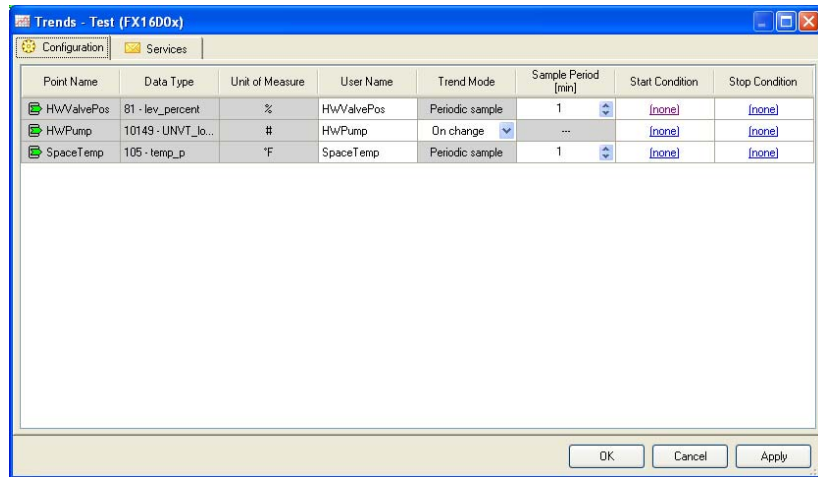 Trends - Test (FX16D0x)
Configuration Services
Point Name Data Type Unit of Measure User Name Trend Mode Sample Period [min] Start Condition Stop Condition
HWValvePos 81 - lev_percent % HWValvePos Periodic sample 1 (none) (none)
HWPump 10149 - UNVT_lo... # HWPump On change --- (none) (none)
SpaceTemp 105 - temp_p °F SpaceTemp Periodic sample 1 (none) (none)
OK Cancel Apply